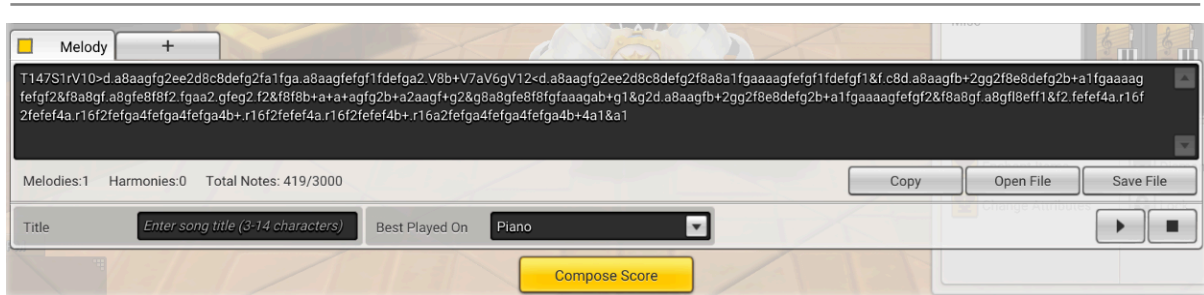 Melody +
T147S1rV10>d.a8aagfg2ee2d8c8defg2fa1fga.a8aagfefgf1fdefga2.V8b+V7aV6gV12<d.a8aagfg2ee2d8c8defg2f8a8a1fgaaaagfefgf1fdefgf1&f.c8d.a8aagfb+2gg2f8e8defg2b+a1fgaaaag
fefgf2&f8a8gf.a8gfe8f8f2.fgaa2.gfeg2.f2&f8f8b+a+a+agfg2b+a2aagf+g2&g8a8gfe8f8fgfaaagab+g1&g2d.a8aagfb+2gg2f8e8defg2b+a1fgaaaagfefgf2&f8a8gf.a8gfl8eff1&f2.fefef4a.r16f
2fefef4a.r16f2fefga4fefga4fefga4b+.r16f2fefef4a.r16f2fefef4b+.r16a2fefga4fefga4fefga4b+4a1&a1
Melodies:1 Harmonies:0 Total Notes: 419/3000 Copy Open File Save File
Title Enter song title (3-14 characters) Best Played On Piano
Compose Score